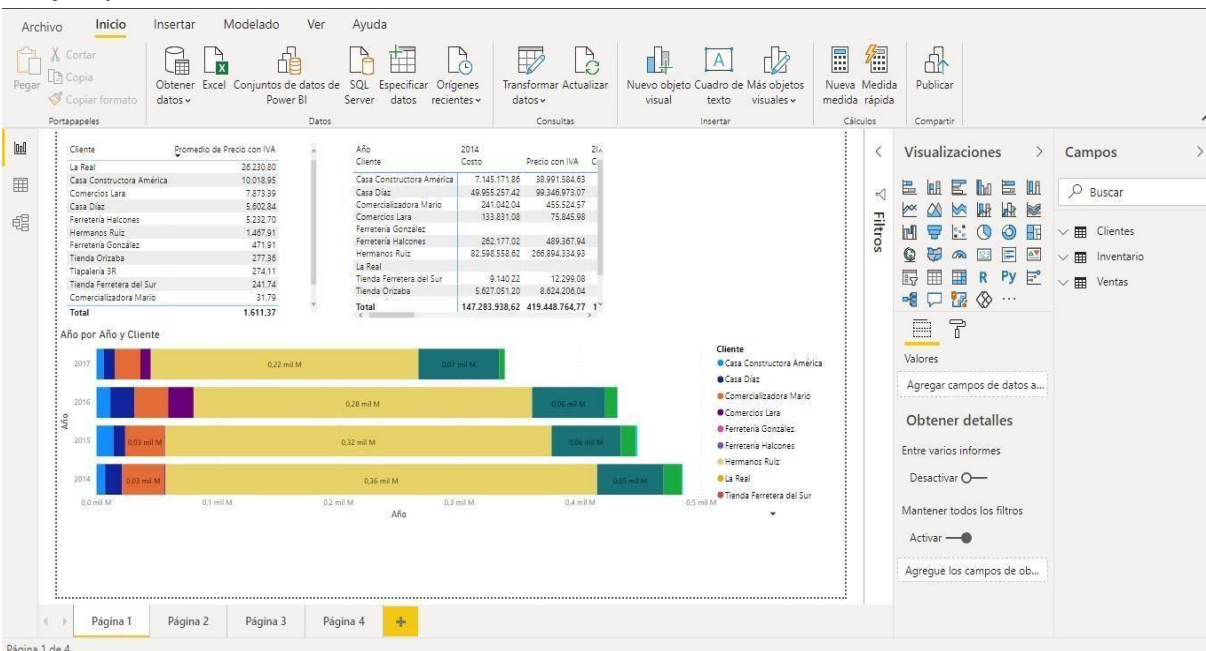 Archivo Inicio Insertar Modelado Ver Ayuda
Pegar
Cortar
Copia
Copiar formato
Portapapeles
Obtener datos
Excel
Conjuntos de datos de Power BI
SQL Server
Especificar datos
Orígenes recientes
Datos
Transformar datos
Actualizar
Consultas
Nuevo objeto visual
A
Cuadro de texto
Más objetos visuales
Insertar
Nueva medida
Medida rápida
Cálculos
Publicar
Compartir
Cliente Promedio de Precio con IVA
La Real 26.230,80
Casa Constructora América 10.018,95
Comercios Lara 7.873,39
Casa Díaz 5.602,84
Ferretería Halcones 5.232,70
Hermanos Ruiz 1.467,91
Ferretería González 471,91
Tienda Orizaba 277,36
Tlapalería 3R 274,11
Tienda Ferretera del Sur 241,74
Comercializadora Mario 31,79
Total 1.611,37
Año 2014
Cliente Costo Precio con IVA
Casa Constructora América 7.145.171,86 38.991.584,63
Casa Díaz 49.955.257,42 99.346.973,07
Comercializadora Mario 241.042,04 455.524,57
Comercios Lara 133.831,08 75.845,98
Ferretería González
Ferretería Halcones 262.177,02 489.367,94
Hermanos Ruiz 82.598.558,62 266.894.334,93
La Real
Tienda Ferretera del Sur 9.140,22 12.299,08
Tienda Orizaba 5.627.051,20 8.624.206,04
Total 147.283.938,62 419.448.764,77 1
Año por Año y Cliente
Año
2017 0,22 mil M 0,07 mil M
2016 0,28 mil M 0,06 mil M
2015 0,03 mil M 0,32 mil M 0,06 mil M
2014 0,03 mil M 0,36 mil M 0,05 mil M
0,0 mil M 0,1 mil M 0,2 mil M 0,3 mil M 0,4 mil M 0,5 mil M
Año
Cliente
Casa Constructora América
Casa Díaz
Comercializadora Mario
Comercios Lara
Ferretería González
Ferretería Halcones
Hermanos Ruiz
La Real
Tienda Ferretera del Sur
Filtros
Visualizaciones
123
R Py
Valores
Agregar campos de datos a...
Obtener detalles
Entre varios informes
Desactivar
Mantener todos los filtros
Activar
Agregue los campos de ob...
Campos
Buscar
Clientes
Inventario
Ventas
Página 1 Página 2 Página 3 Página 4 +
Página 1 de 4